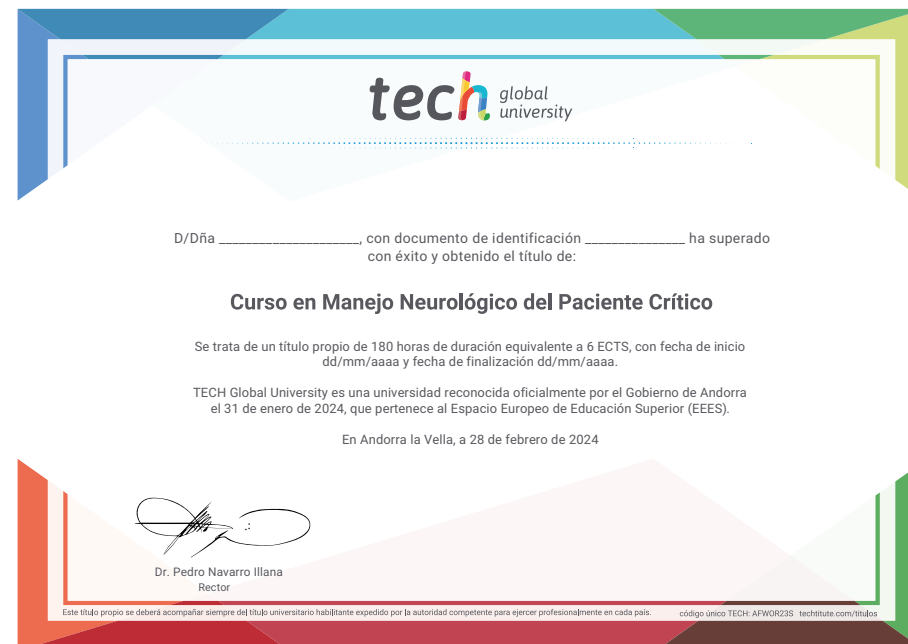 tech global university
D/Dña _____________________, con documento de identificación _______________ ha superado
con éxito y obtenido el título de:
Curso en Manejo Neurológico del Paciente Crítico
Se trata de un título propio de 180 horas de duración equivalente a 6 ECTS, con fecha de inicio
dd/mm/aaaa y fecha de finalización dd/mm/aaaa.
TECH Global University es una universidad reconocida oficialmente por el Gobierno de Andorra
el 31 de enero de 2024, que pertenece al Espacio Europeo de Educación Superior (EEES).
En Andorra la Vella, a 28 de febrero de 2024
Dr. Pedro Navarro Illana
Rector
Este título propio se deberá acompañar siempre del título universitario habilitante expedido por la autoridad competente para ejercer profesionalmente en cada país.
código único TECH: AFWOR23S techtitute.com/titulos